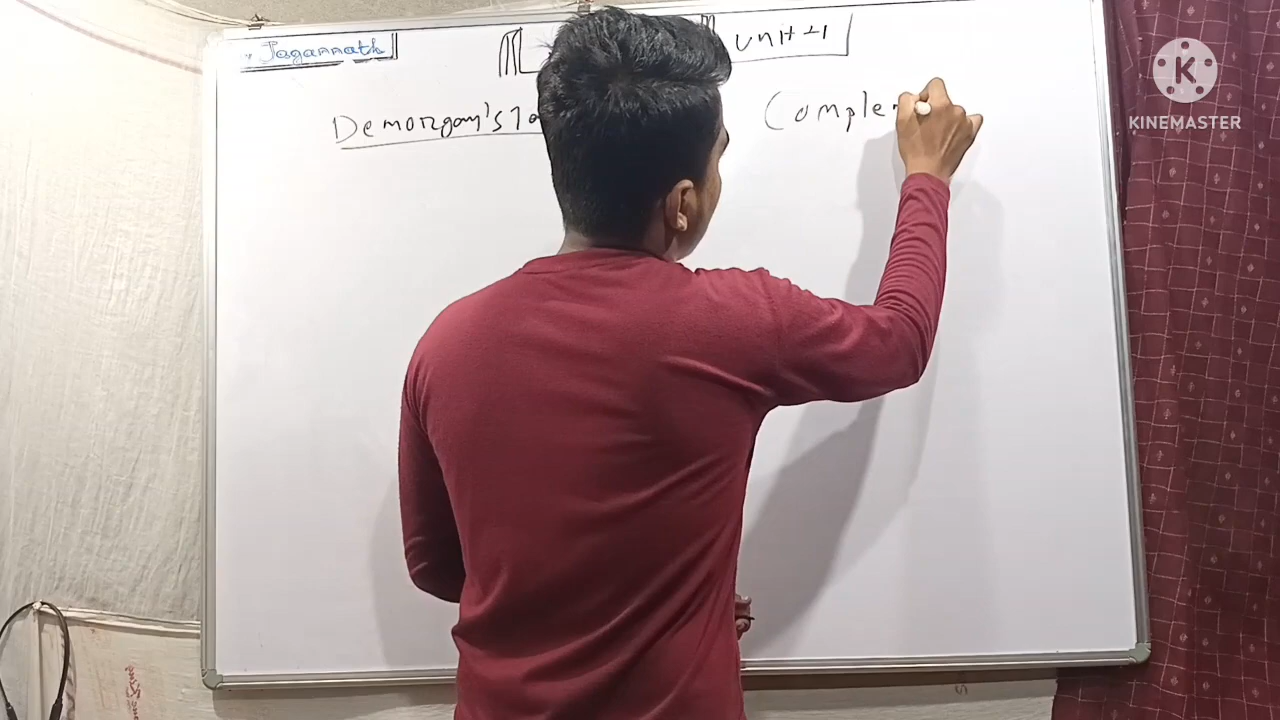 Jagannath
Unit-1
Demorgan's
Comple
KINEMASTER